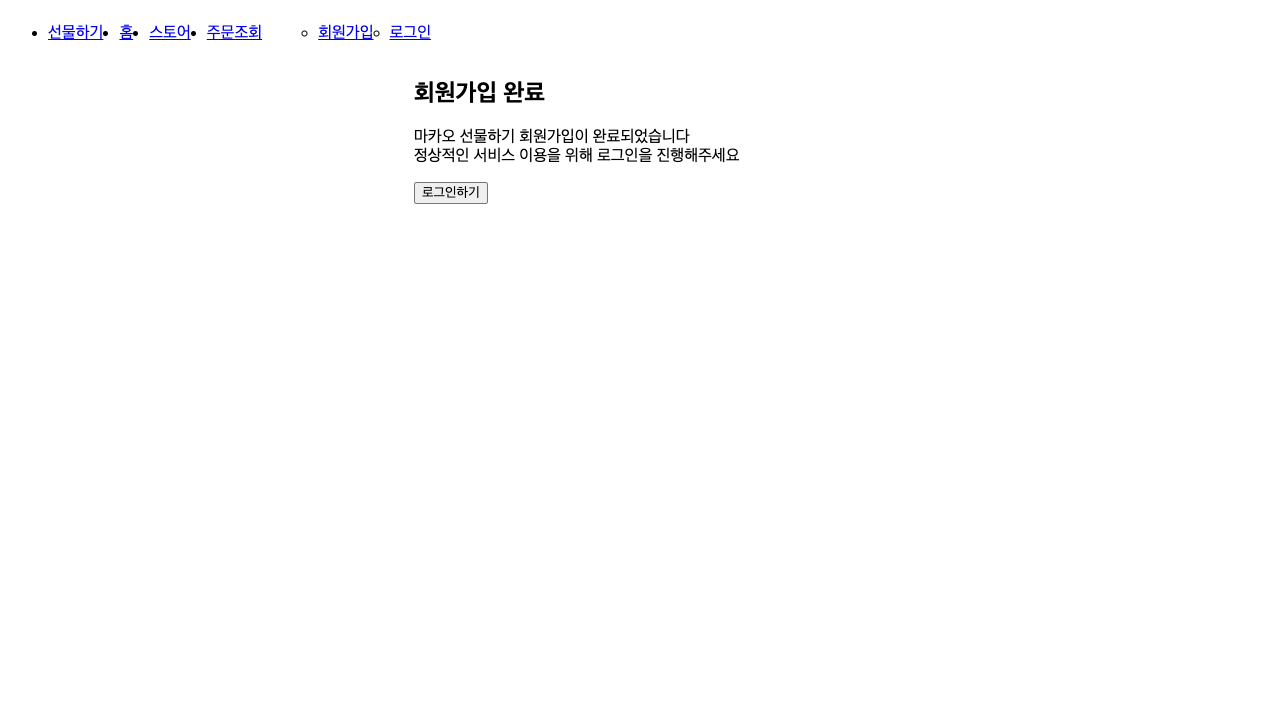 선물하기 홈 스토어 주문조회 회원가입 로그인
회원가입 완료
마카오 선물하기 회원가입이 완료되었습니다
정상적인 서비스 이용을 위해 로그인을 진행해주세요
로그인하기